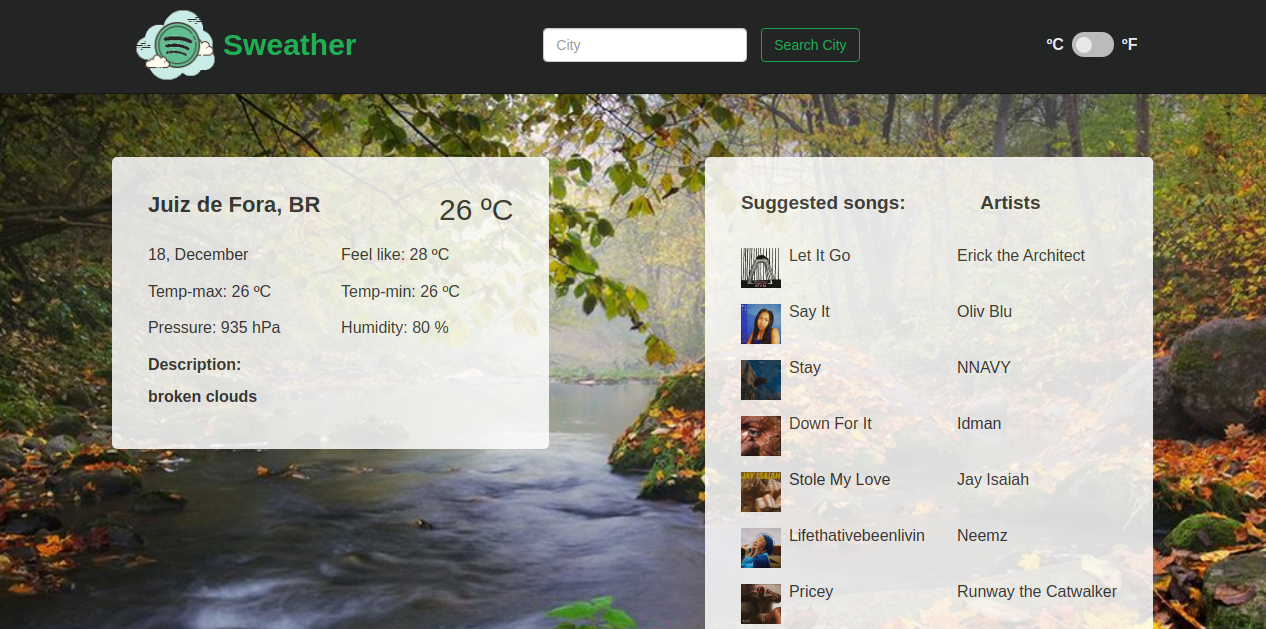 Sweather
City
Search City
ºC
ºF
Juiz de Fora, BR
26 ºC
18, December
Feel like: 28 ºC
Temp-max: 26 ºC
Temp-min: 26 ºC
Pressure: 935 hPa
Humidity: 80 %
Description:
broken clouds
Suggested songs:
Artists
Let It Go
Erick the Architect
Say It
Oliv Blu
Stay
NNAVY
Down For It
Idman
JAY ISAIAH
Stole My Love
Jay Isaiah
Lifethativebeenlivin
Neemz
Pricey
Runway the Catwalker